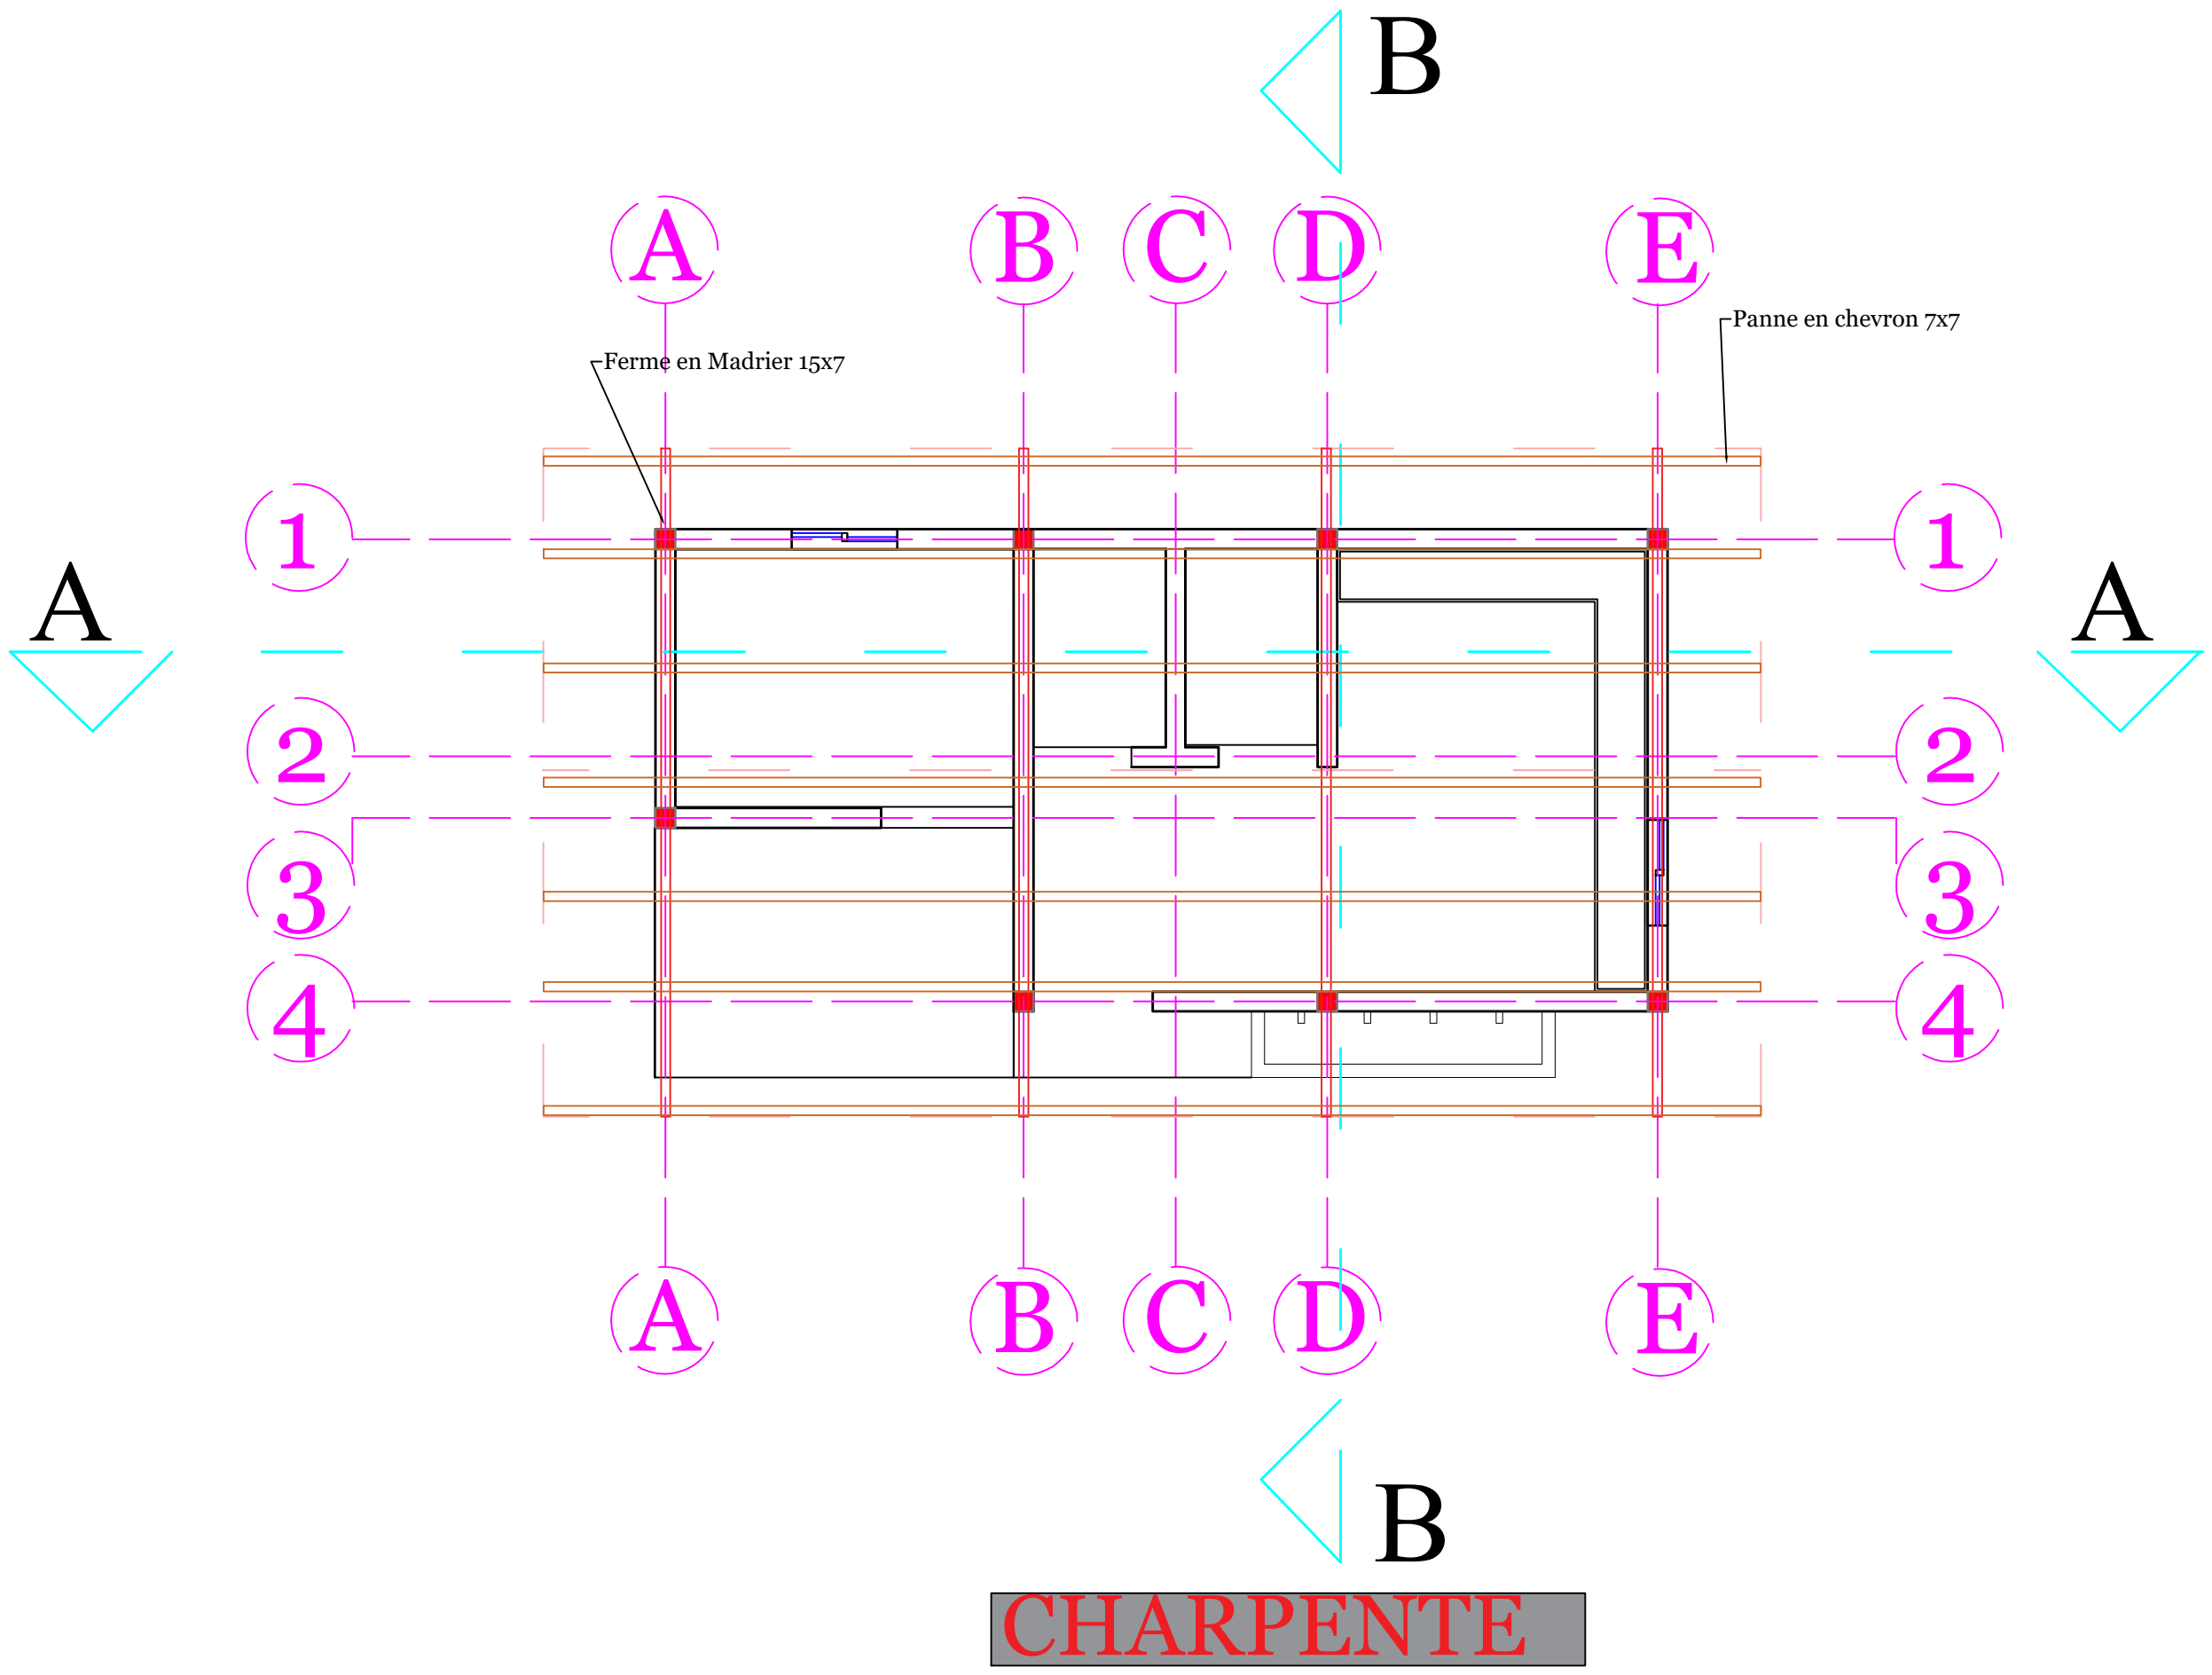 B
A B C D E
Panne en chevron 7x7
Ferme en Madrier 15x7
1 1
A A
2 2
3 3
4 4
A B C D E
B
CHARPENTE